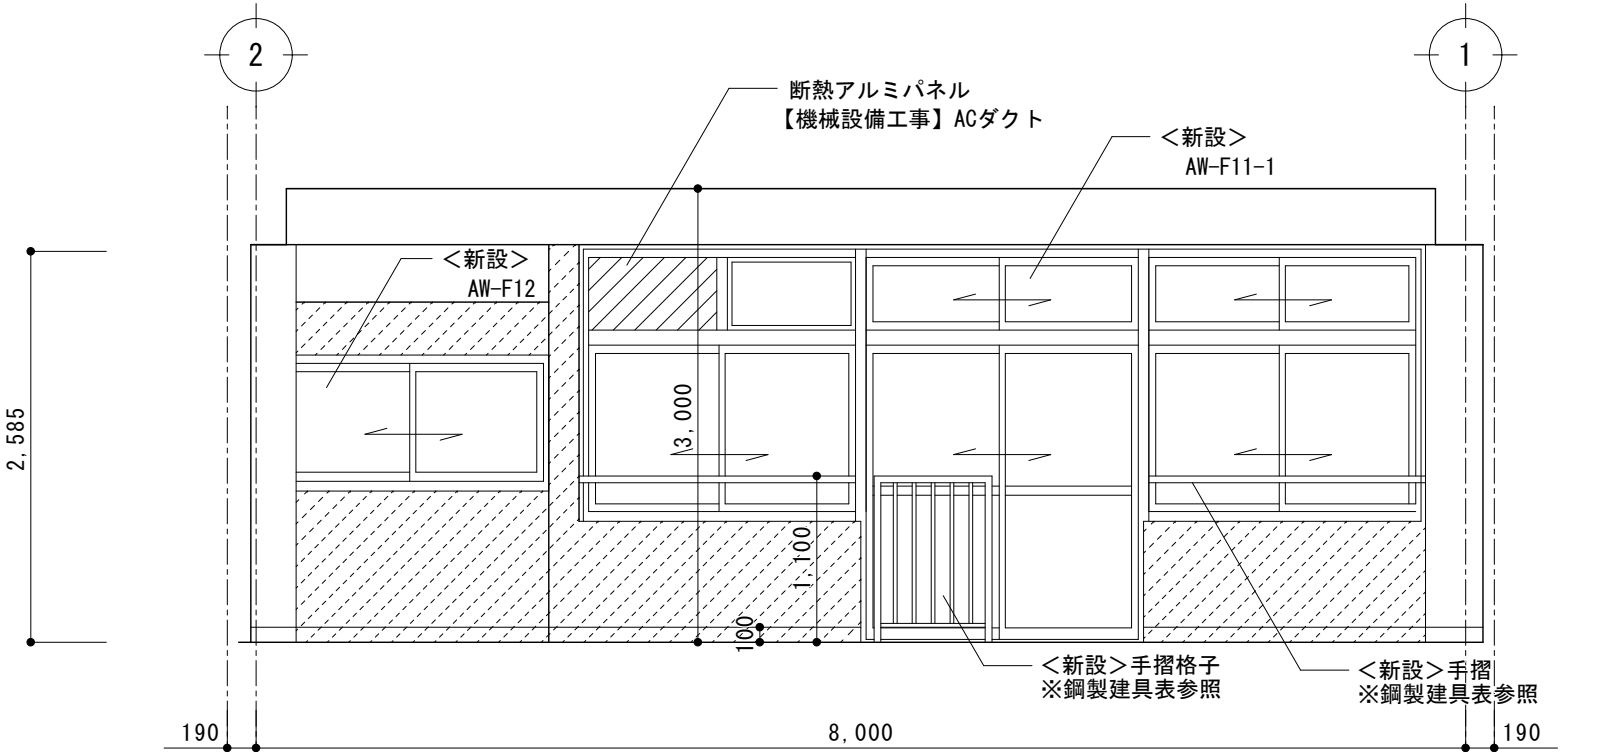 2
1
断熱アルミパネル
【機械設備工事】ACダクト
＜新設＞
AW-F11-1
＜新設＞
AW-F12
2,585
3,000
1,100
100
＜新設＞手摺格子
※鋼製建具表参照
＜新設＞手摺
※鋼製建具表参照
190
8,000
190